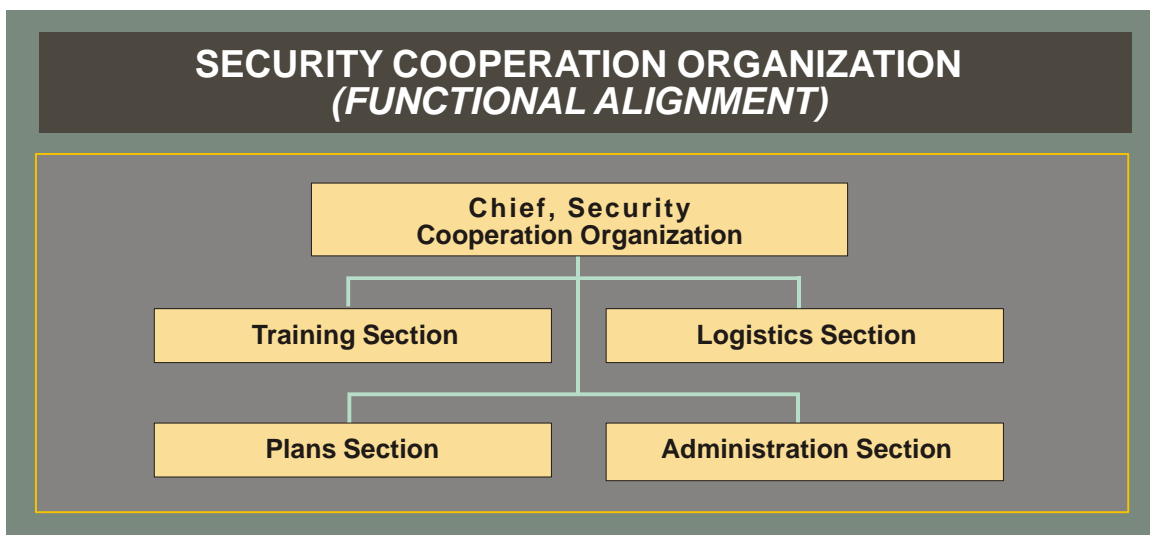 SECURITY COOPERATION ORGANIZATION
(FUNCTIONAL ALIGNMENT)
Chief, Security
Cooperation Organization
Training Section
Logistics Section
Plans Section
Administration Section